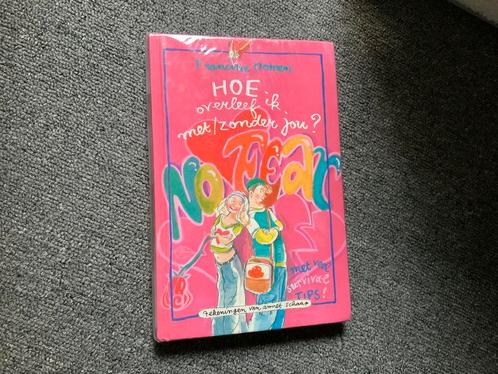 Francine Oomen
HOE
overleef ik
met/zonder jou?
NO FEAR
met veel
survival
TIPS!
tekeningen van annet schaap